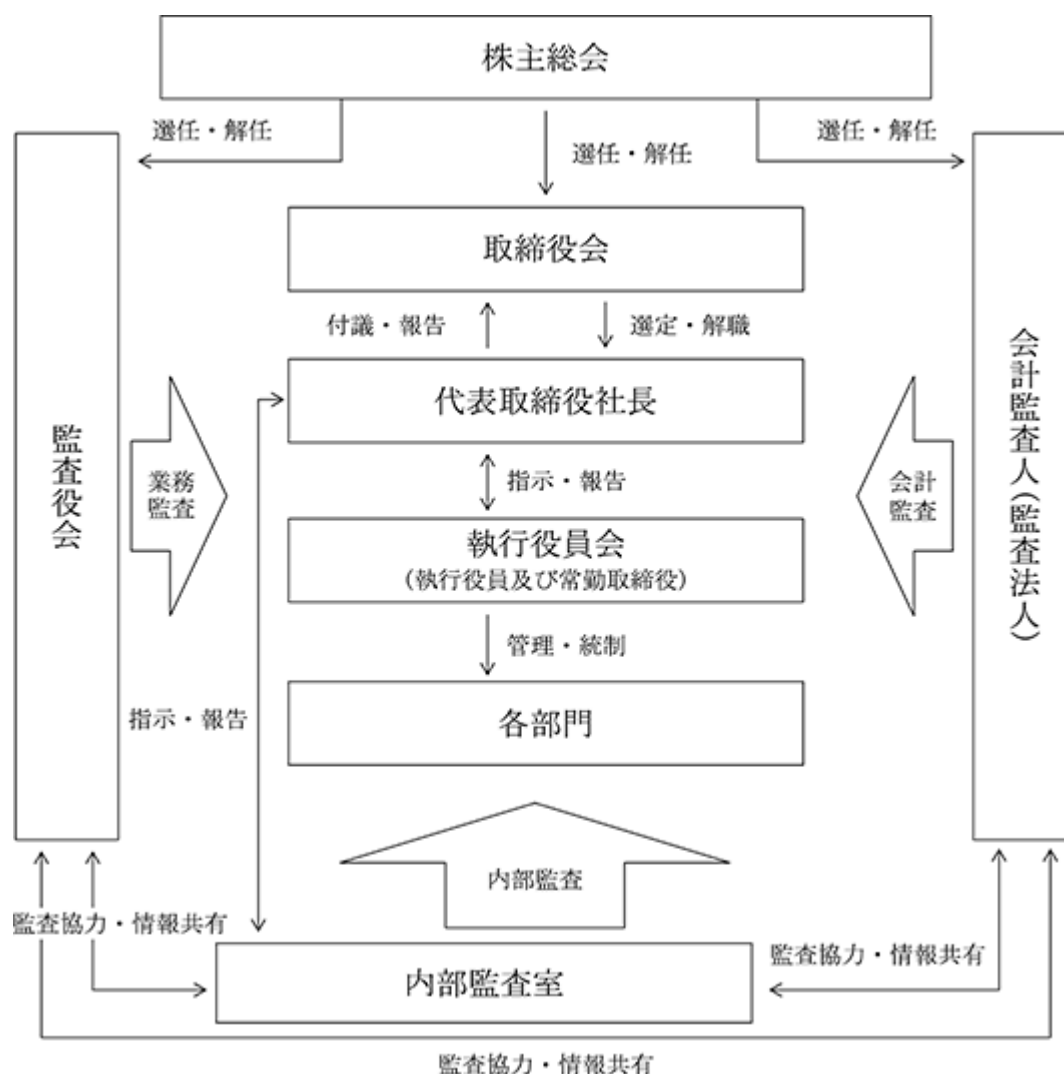 株主総会
選任・解任
選任・解任
選任・解任
取締役会
付議・報告
選定・解職
代表取締役社長
監査役会
会計監査人(監査法人)
業務
監査
会計
監査
指示・報告
執行役員会
(執行役員及び常勤取締役)
管理・統制
指示・報告
各部門
内部監査
監査協力・情報共有
監査協力・情報共有
内部監査室
監査協力・情報共有